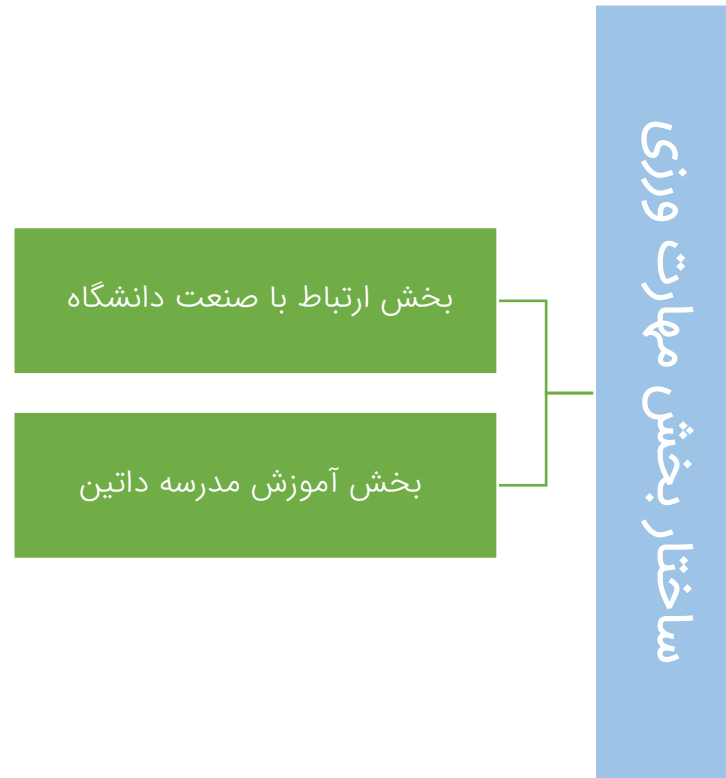 ساختار بخش مهارت ورزی
بخش ارتباط با صنعت دانشگاه
بخش آموزش مدرسه داتین